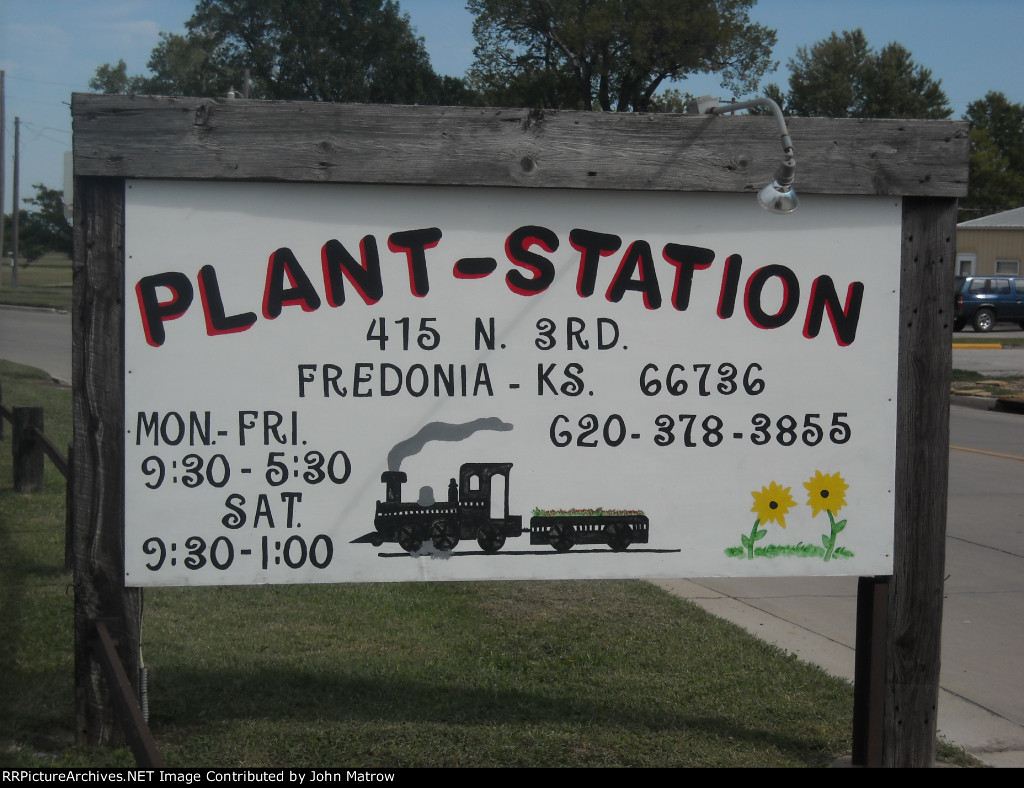 PLANT-STATION
415 N. 3RD.
FREDONIA - KS. 66736
MON.-FRI.
9:30 - 5:30
SAT.
9:30 - 1:00
620-378-3855
RRPictureArchives.NET Image Contributed by John Matrow